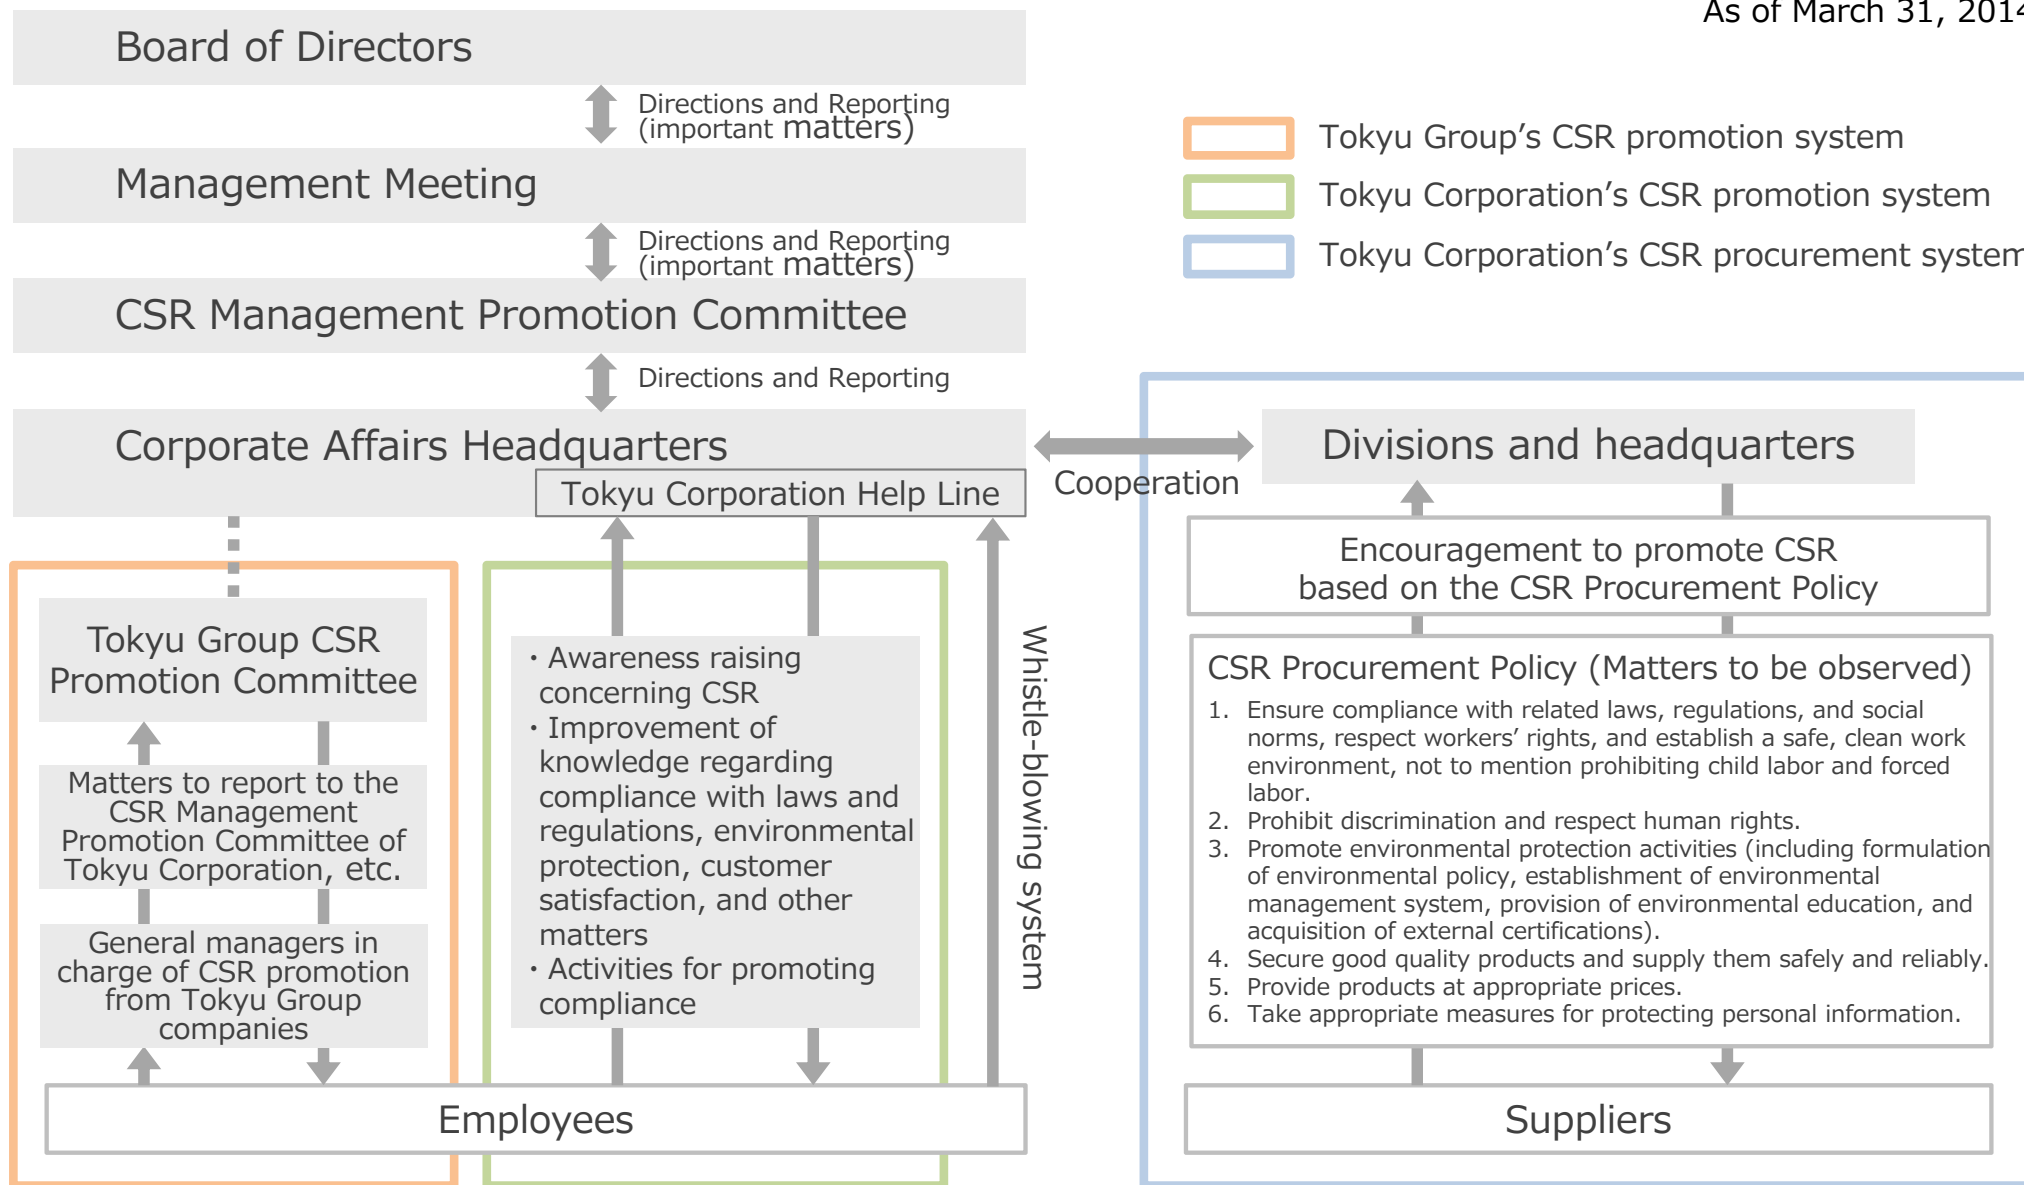 As of March 31, 2014
Board of Directors
Directions and Reporting
(important matters)
Management Meeting
Directions and Reporting
(important matters)
CSR Management Promotion Committee
Directions and Reporting
Corporate Affairs Headquarters
Tokyu Corporation Help Line
Tokyu Group’s CSR promotion system
Tokyu Corporation’s CSR promotion system
Tokyu Corporation’s CSR procurement system
Cooperation
Divisions and headquarters
Tokyu Group CSR
Promotion Committee
Matters to report to the
CSR Management
Promotion Committee of
Tokyu Corporation, etc.
General managers in
charge of CSR promotion
from Tokyu Group
companies
・Awareness raising
concerning CSR
・Improvement of
knowledge regarding
compliance with laws and
regulations, environmental
protection, customer
satisfaction, and other
matters
・Activities for promoting
compliance
Whistle-blowing system
Employees
Encouragement to promote CSR
based on the CSR Procurement Policy
CSR Procurement Policy (Matters to be observed)
1. Ensure compliance with related laws, regulations, and social
norms, respect workers’ rights, and establish a safe, clean work
environment, not to mention prohibiting child labor and forced
labor.
2. Prohibit discrimination and respect human rights.
3. Promote environmental protection activities (including formulation
of environmental policy, establishment of environmental
management system, provision of environmental education, and
acquisition of external certifications).
4. Secure good quality products and supply them safely and reliably.
5. Provide products at appropriate prices.
6. Take appropriate measures for protecting personal information.
Suppliers